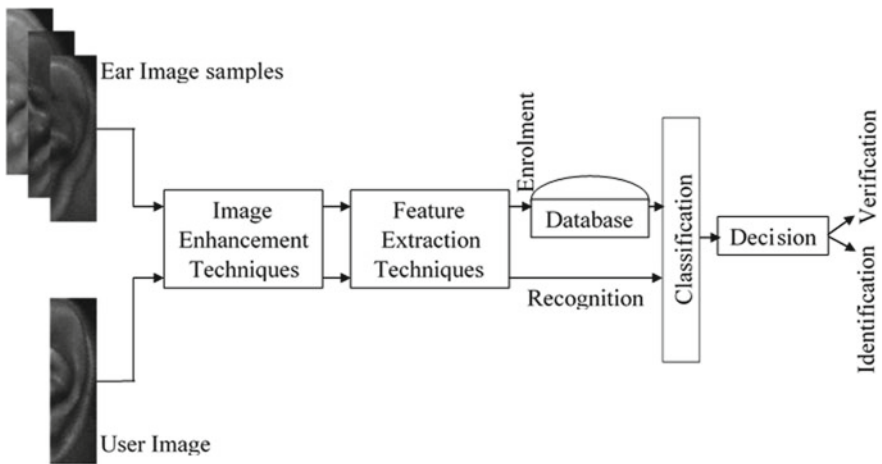 Ear Image samples
Image
Enhancement
Techniques
Feature
Extraction
Techniques
Enrolment
Database
Recognition
Classification
Decision
Verification
Identification
User Image